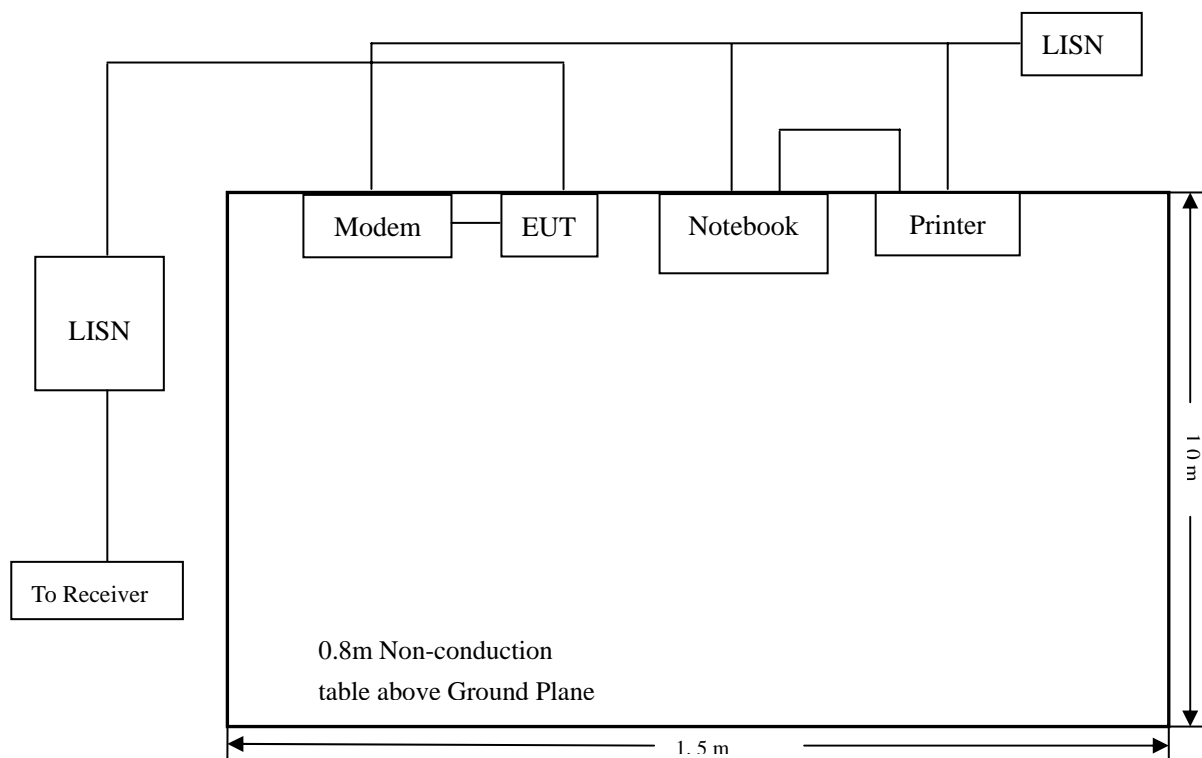 LISN
Modem
EUT
Notebook
Printer
LISN
1.0 m
To Receiver
0.8m Non-conduction
table above Ground Plane
1.5 m